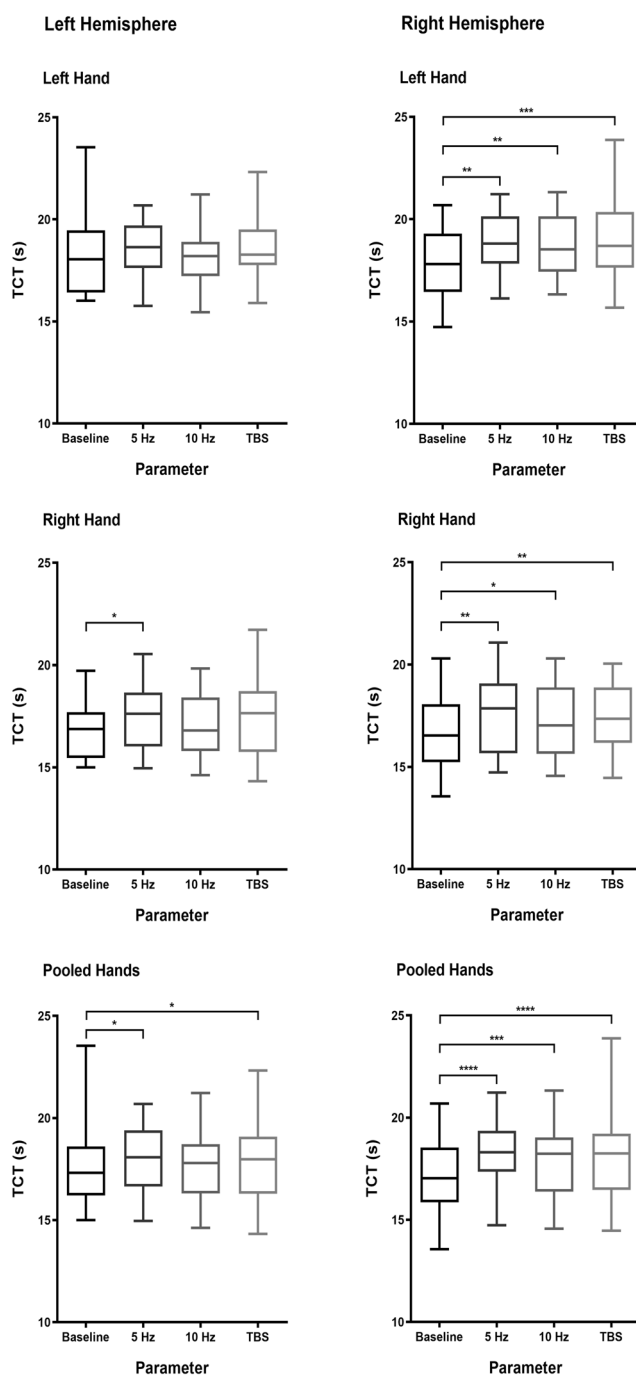 Left Hemisphere
Right Hemisphere
Left Hand
Left Hand
25
20
15
10
TCT (s)
Baseline 5 Hz 10 Hz TBS
Parameter
***
**
**
25
20
15
10
TCT (s)
Baseline 5 Hz 10 Hz TBS
Parameter
Right Hand
Right Hand
*
25
20
15
10
TCT (s)
Baseline 5 Hz 10 Hz TBS
Parameter
**
*
**
25
20
15
10
TCT (s)
Baseline 5 Hz 10 Hz TBS
Parameter
Pooled Hands
Pooled Hands
*
*
25
20
15
10
TCT (s)
Baseline 5 Hz 10 Hz TBS
Parameter
****
***
****
25
20
15
10
TCT (s)
Baseline 5 Hz 10 Hz TBS
Parameter